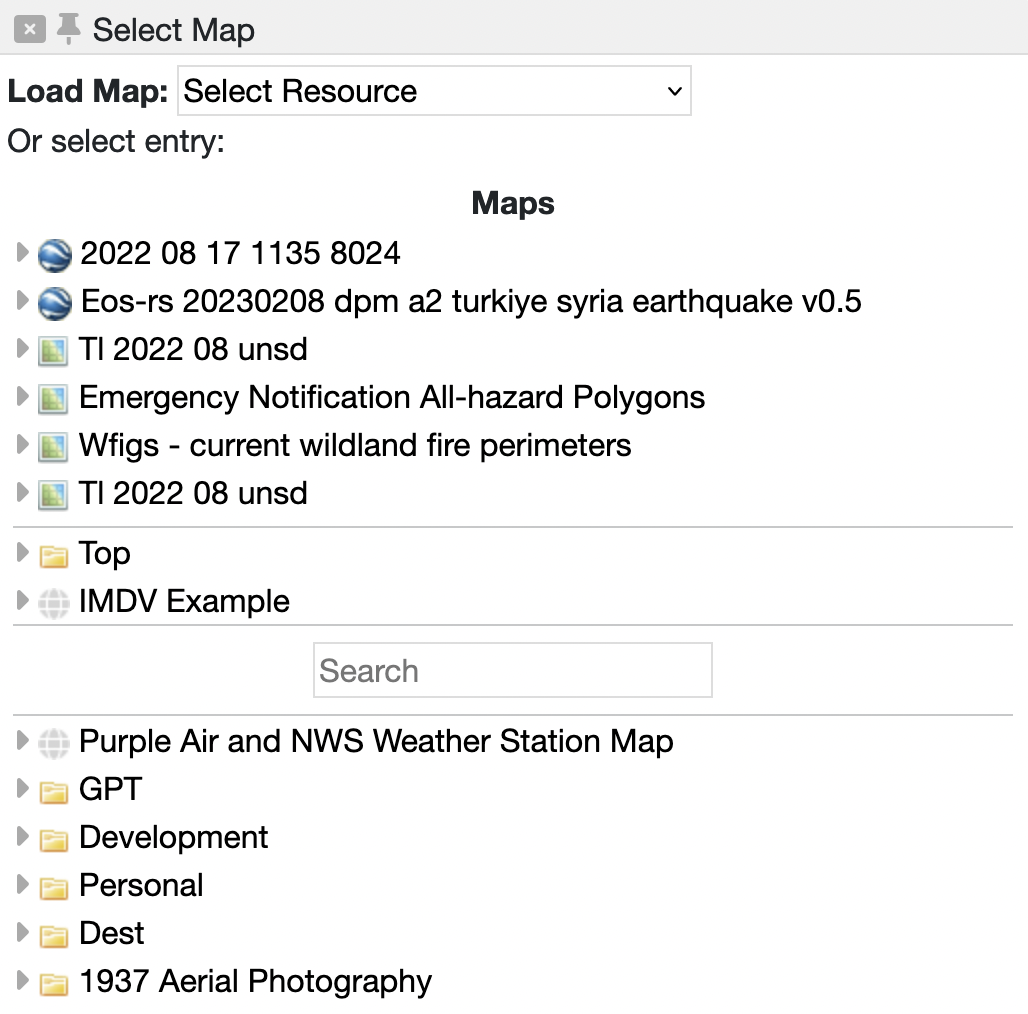 Select Map
Load Map: Select Resource
Or select entry:
Maps
2022 08 17 1135 8024
Eos-rs 20230208 dpm a2 turkiye syria earthquake v0.5
Tl 2022 08 unsd
Emergency Notification All-hazard Polygons
Wfigs - current wildland fire perimeters
Tl 2022 08 unsd
Top
IMDV Example
Search
Purple Air and NWS Weather Station Map
GPT
Development
Personal
Dest
1937 Aerial Photography